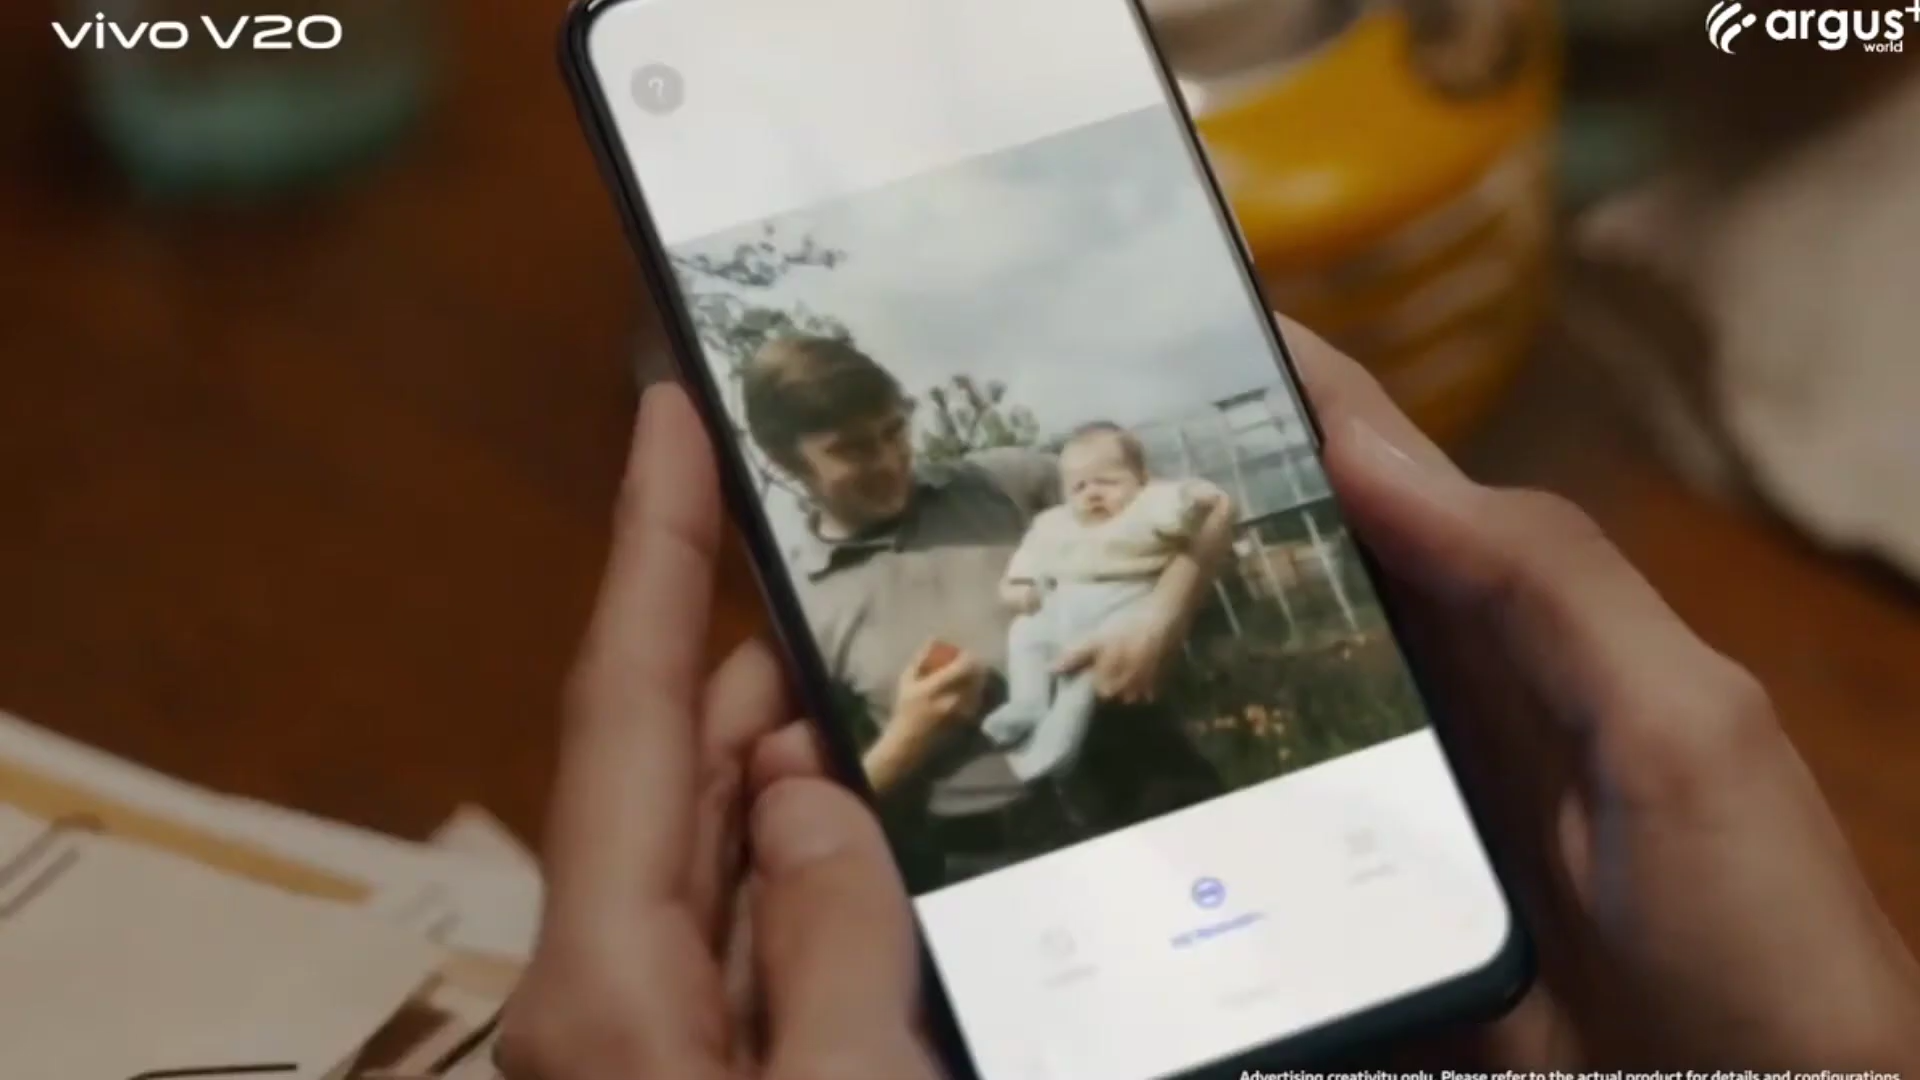 vivo V20
argus+
world
?
Advertising creativity only. Please refer to the actual product for details and configurations.